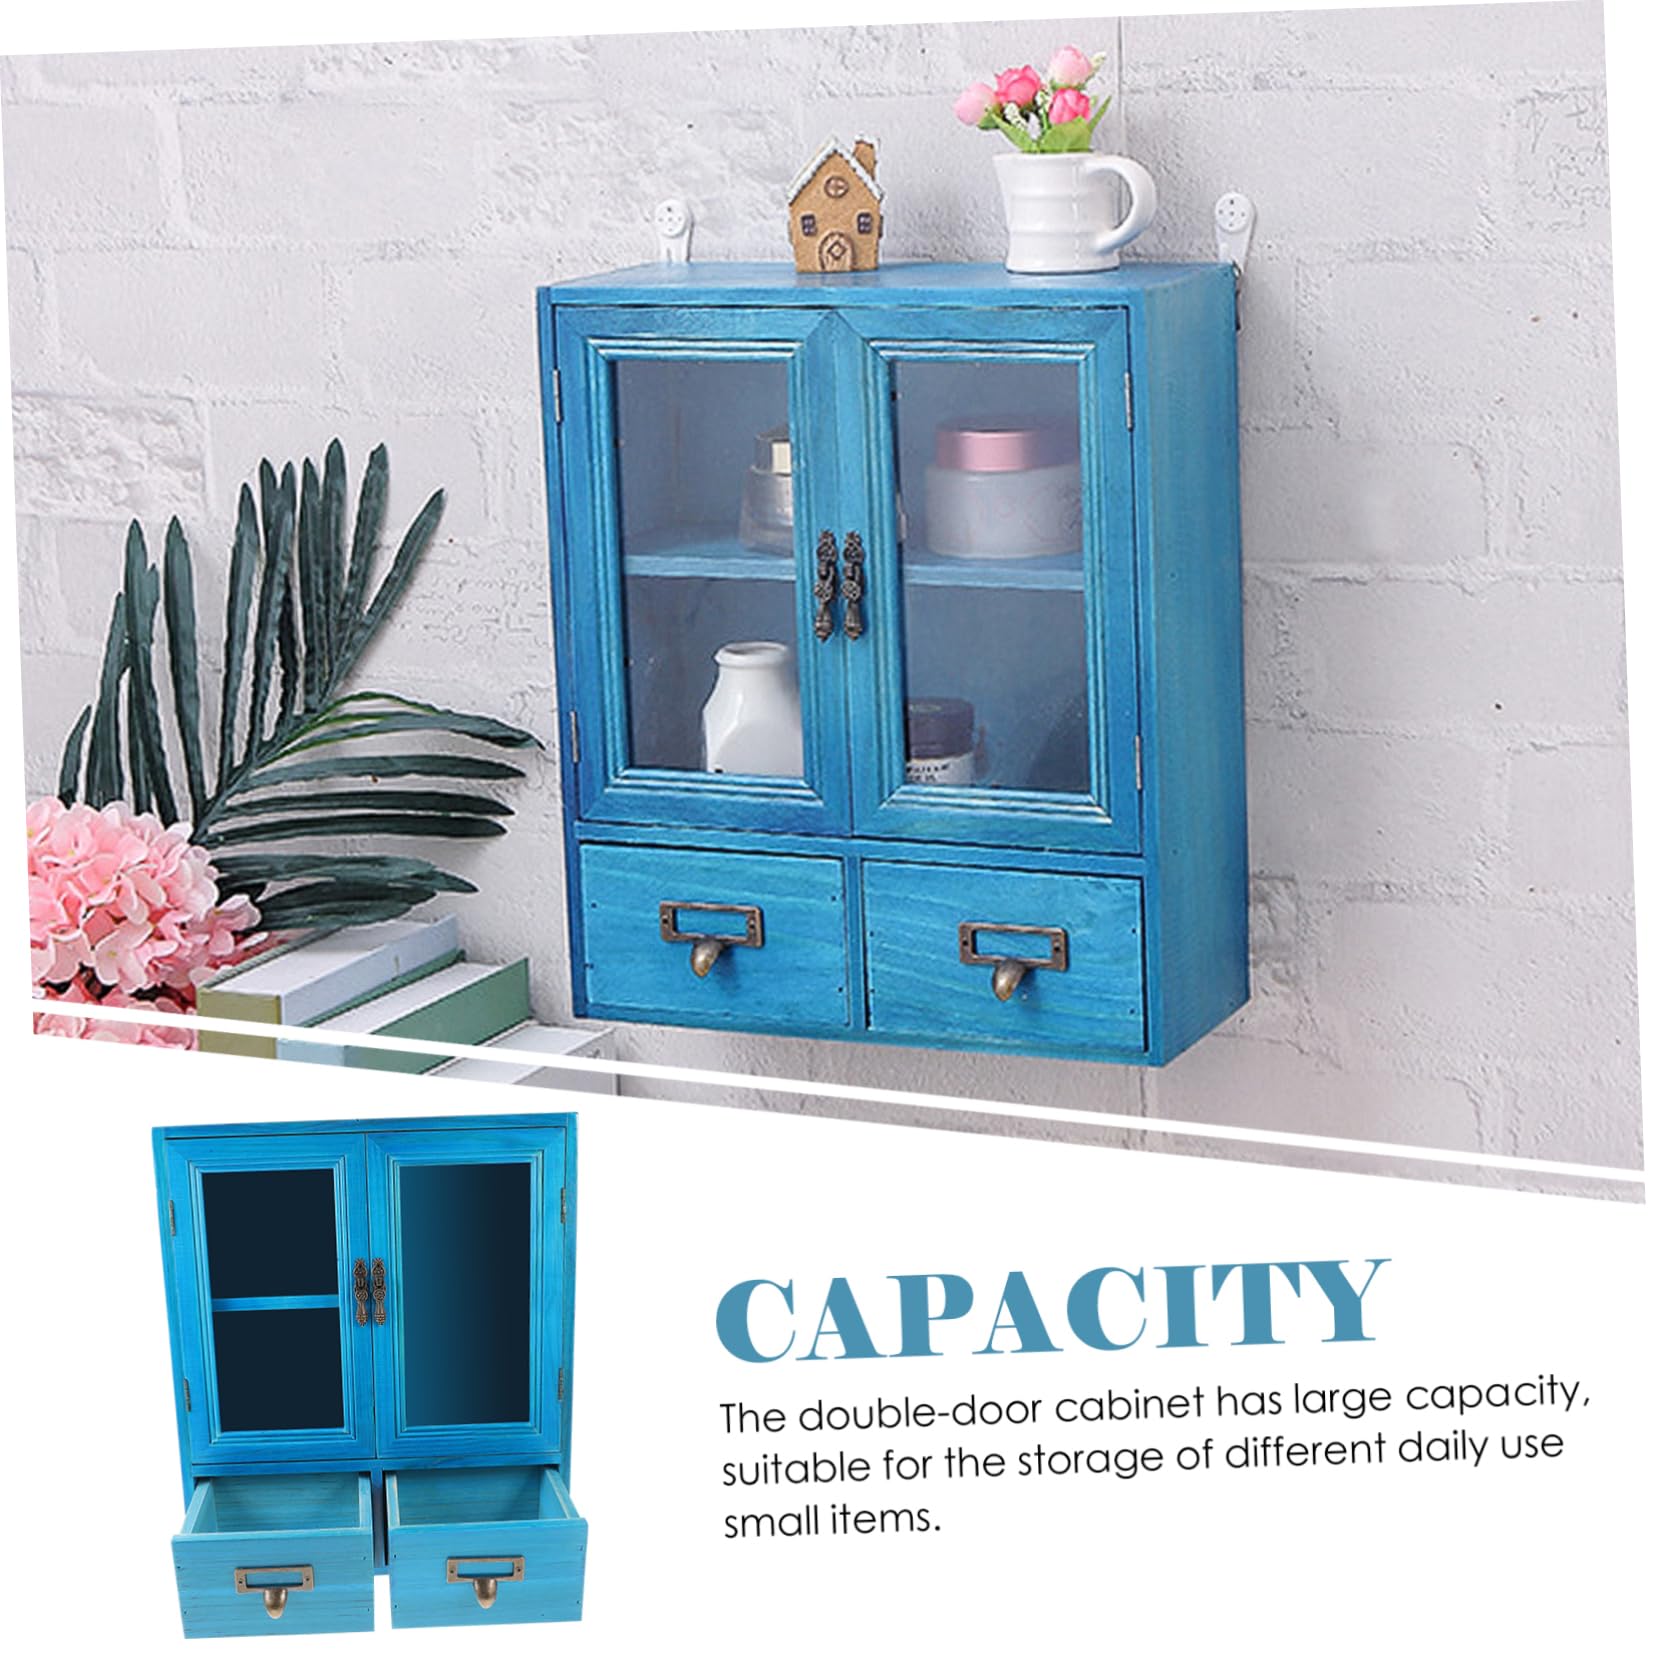 CAPACITY
The double-door cabinet has large capacity,
suitable for the storage of different daily use
small items.